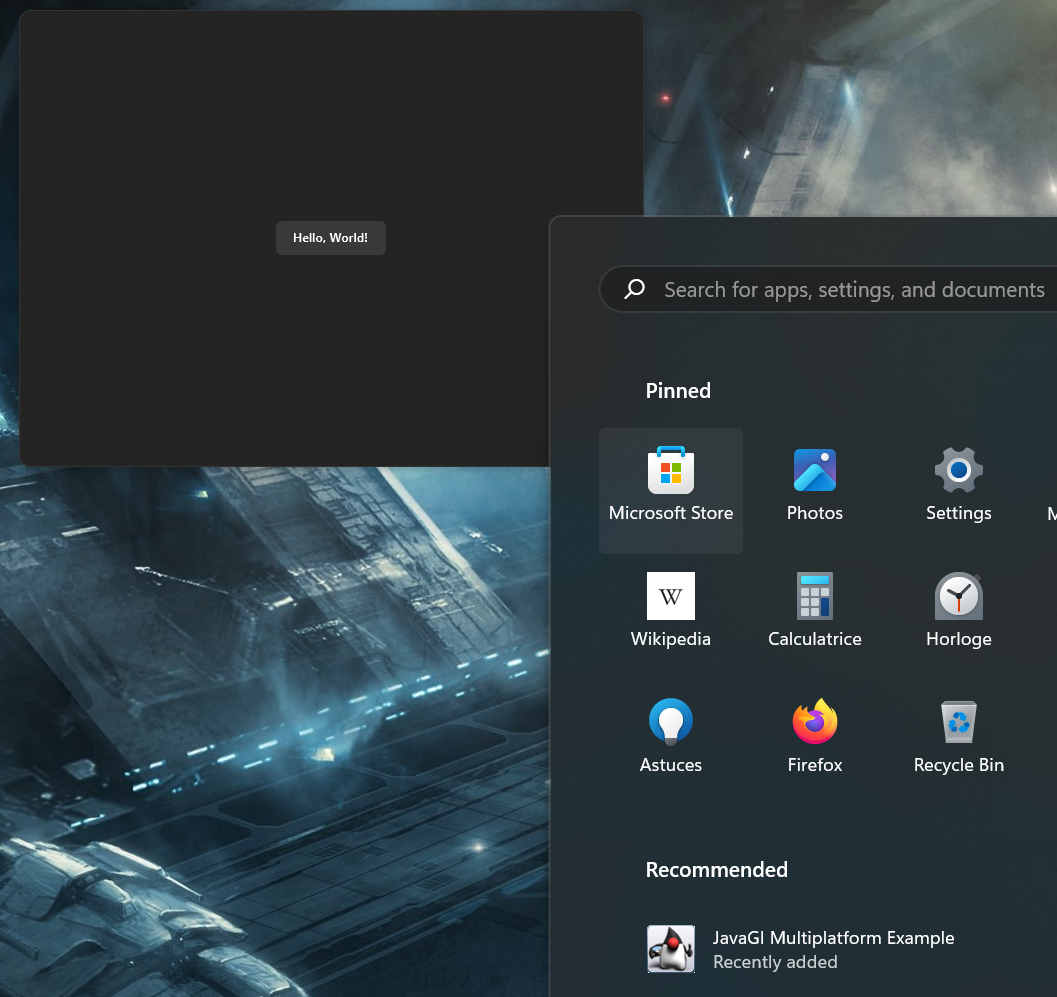 Hello, World!
Search for apps, settings, and documents
Pinned
Microsoft Store
Photos
Settings
W
Wikipedia
Calculatrice
Horloge
Astuces
Firefox
Recycle Bin
Recommended
JavaGI Multiplatform Example
Recently added